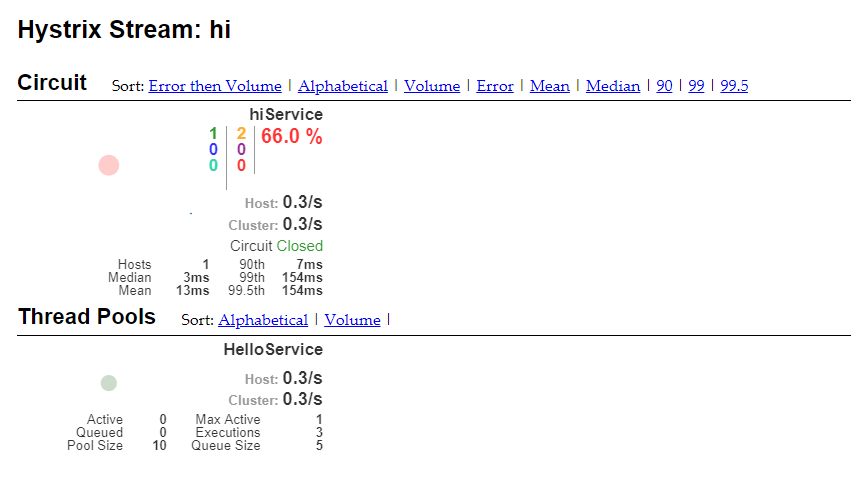 Hystrix Stream: hi
Circuit Sort: Error then Volume | Alphabetical | Volume | Error | Mean | Median | 90 | 99 | 99.5
hiService
1 2 66.0 %
0 0
0 0
Host: 0.3/s
Cluster: 0.3/s
Circuit Closed
Hosts 1 90th 7ms
Median 3ms 99th 154ms
Mean 13ms 99.5th 154ms
Thread Pools Sort: Alphabetical | Volume |
HelloService
Host: 0.3/s
Cluster: 0.3/s
Active 0 Max Active 1
Queued 0 Executions 3
Pool Size 10 Queue Size 5